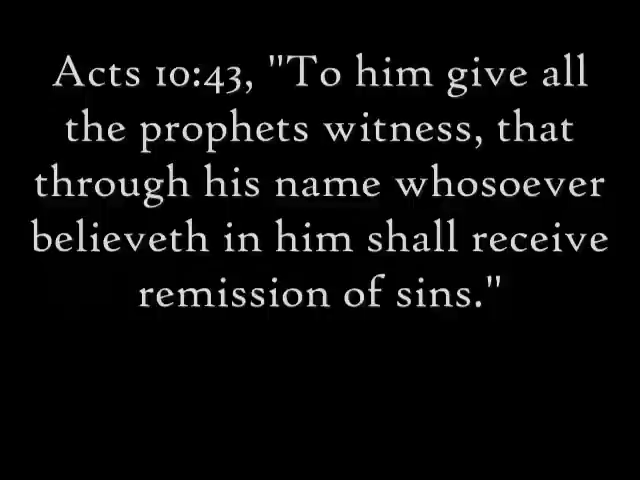 Acts 10:43, "To him give all
the prophets witness, that
through his name whosoever
believeth in him shall receive
remission of sins."